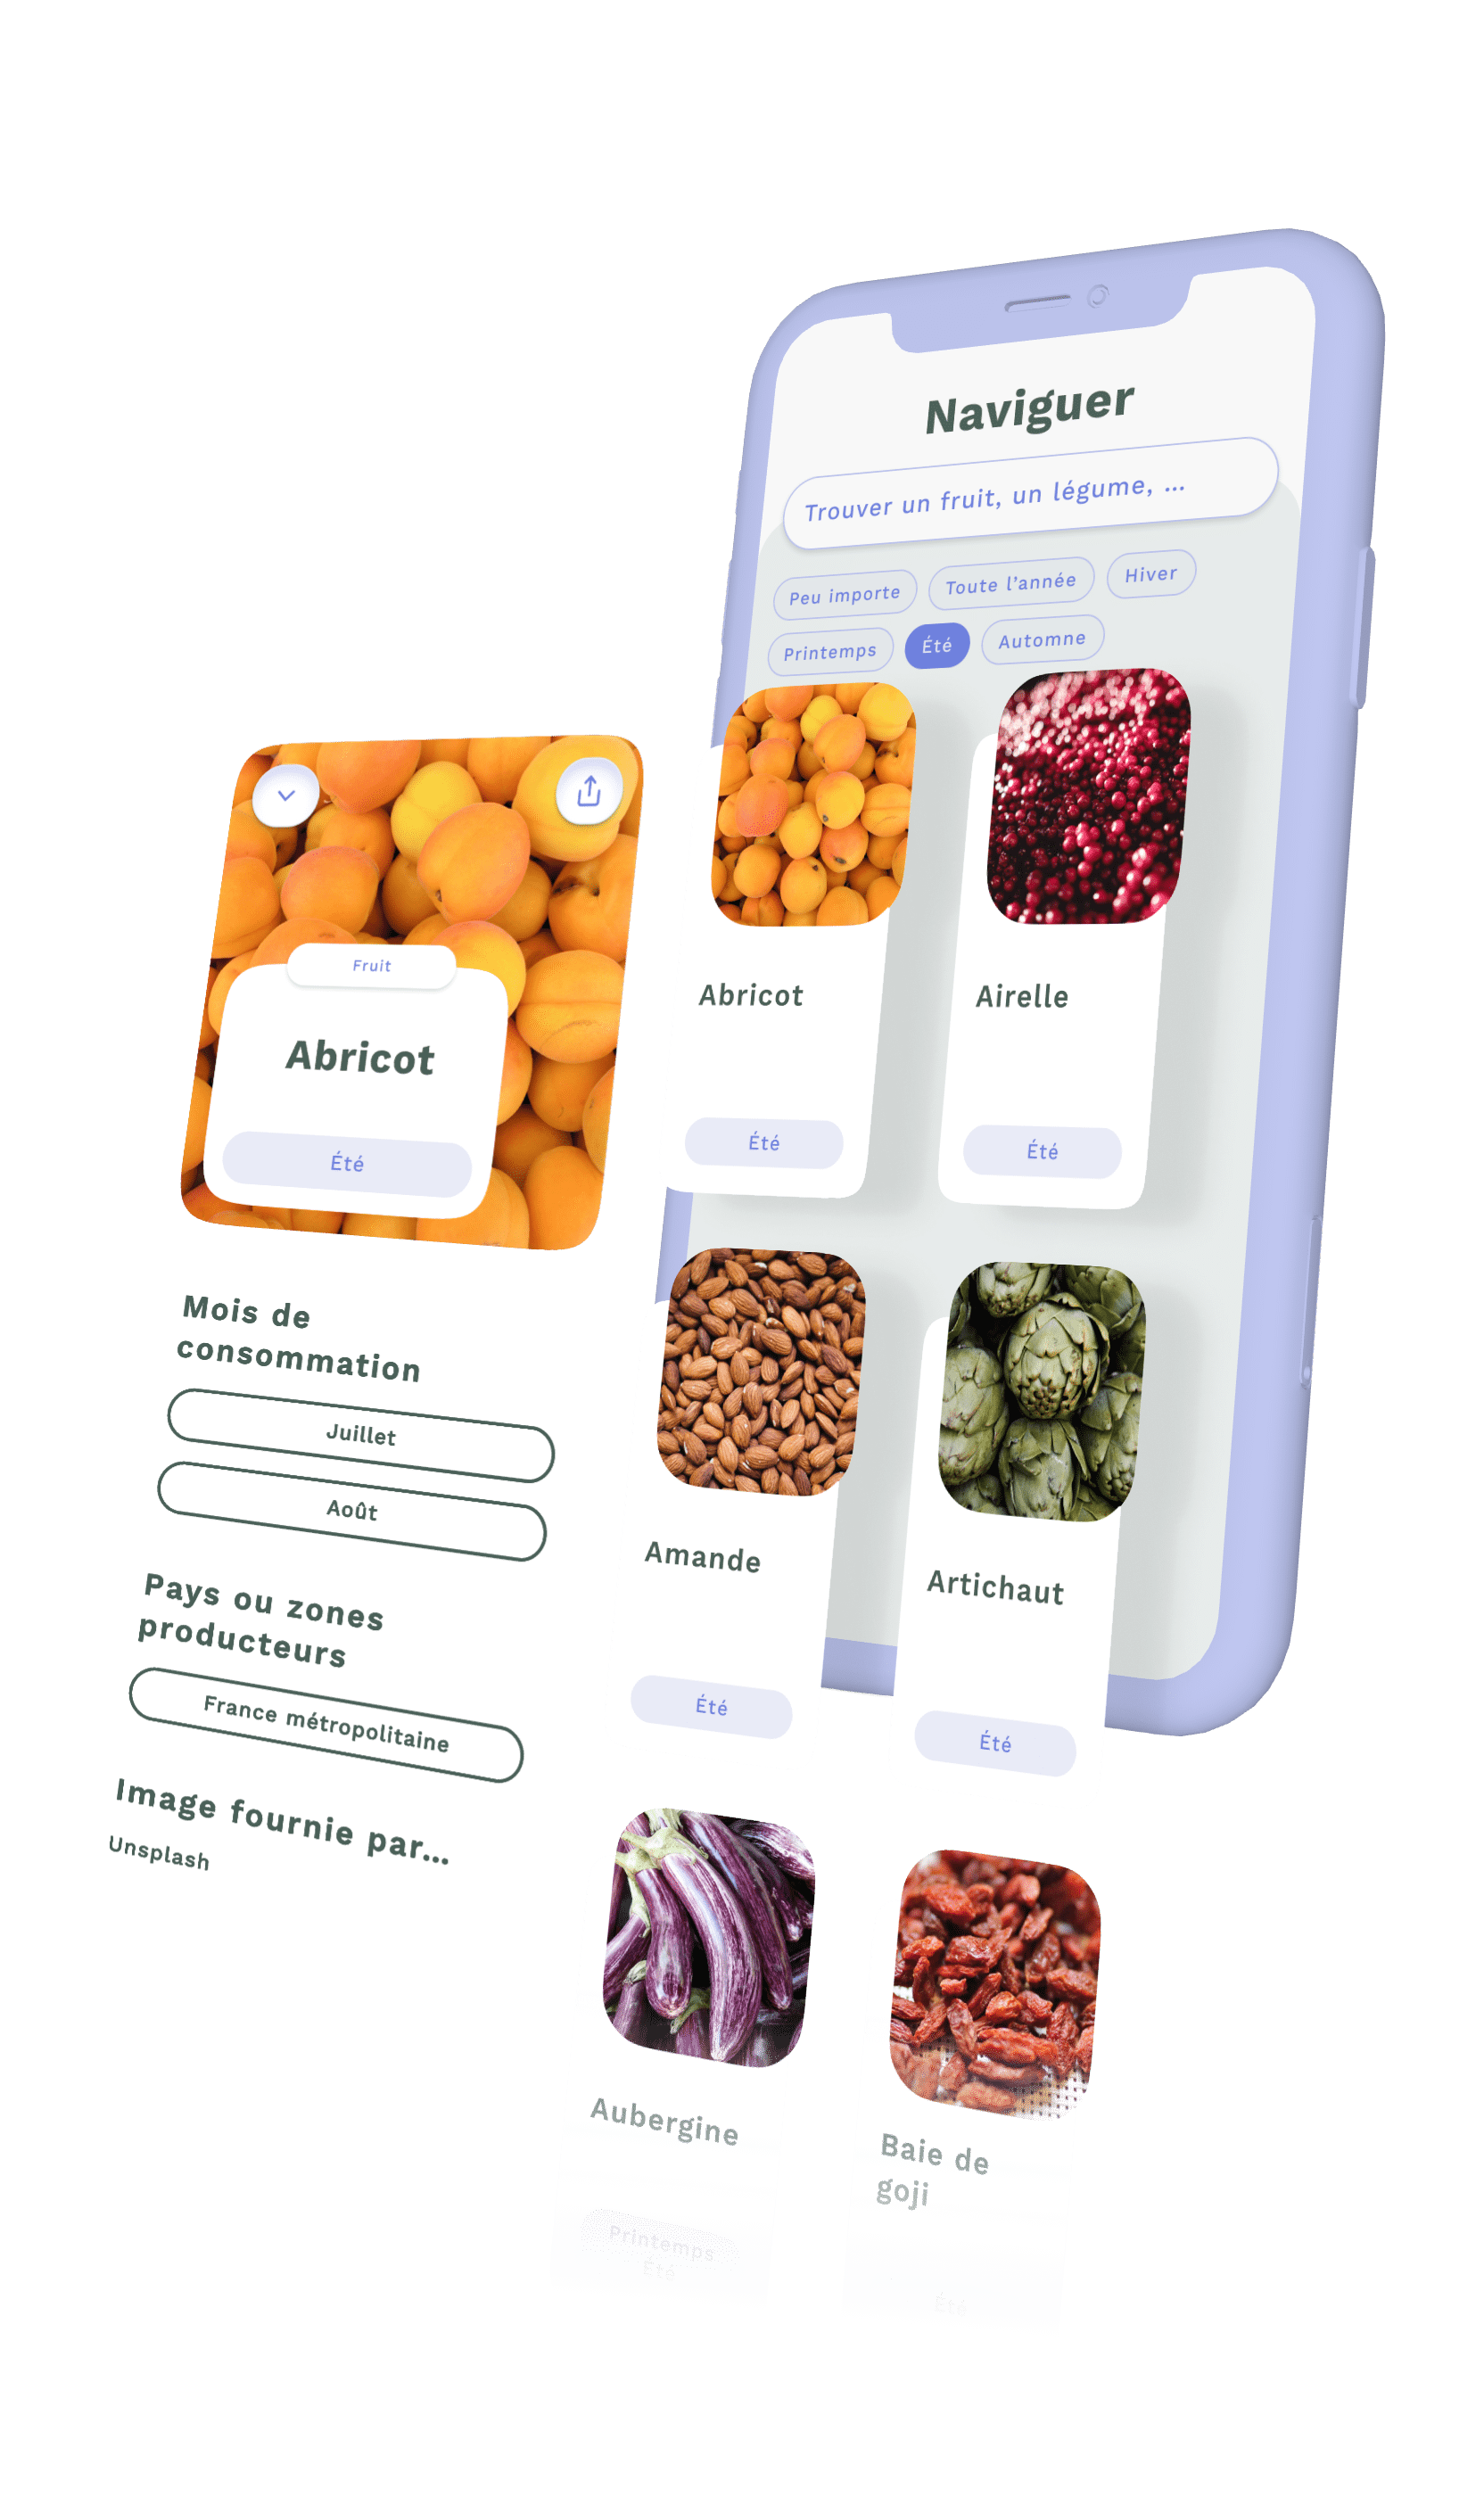 Naviguer
Trouver un fruit, un légume, ...
Peu importe
Toute l'année
Hiver
Printemps
Été
Automne
Abricot
Été
Airelle
Été
Amande
Été
Artichaut
Été
Aubergine
Printemps
Été
Baie de
goji
Été
Fruit
Abricot
Été
Mois de
consommation
Juillet
Août
Pays ou zones
producteurs
France métropolitaine
Image fournie par...
Unsplash